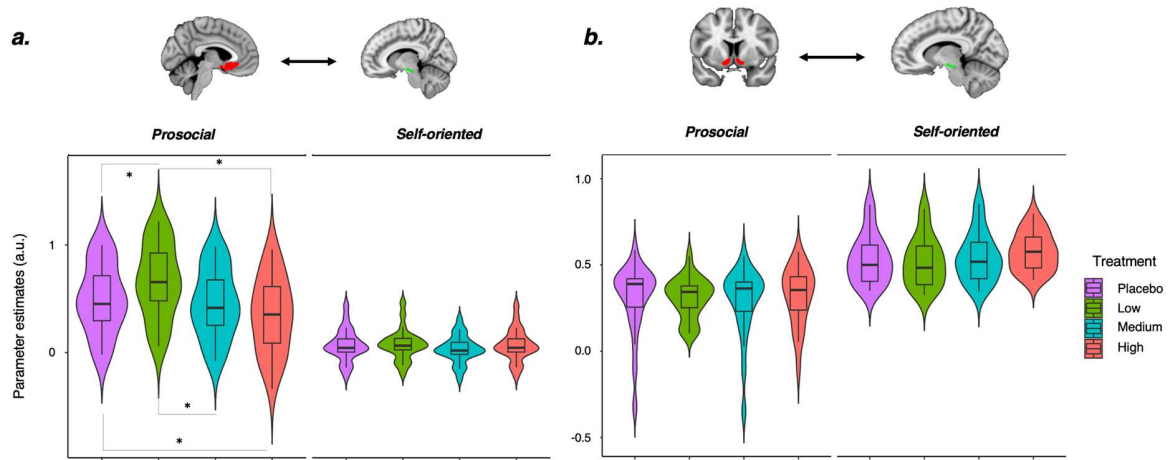 a.
b.
Prosocial
Self-oriented
Prosocial
Self-oriented
*
*
*
*
Parameter estimates (a.u.)
1
0
1.0
0.5
0.0
-0.5
Treatment
Placebo
Low
Medium
High